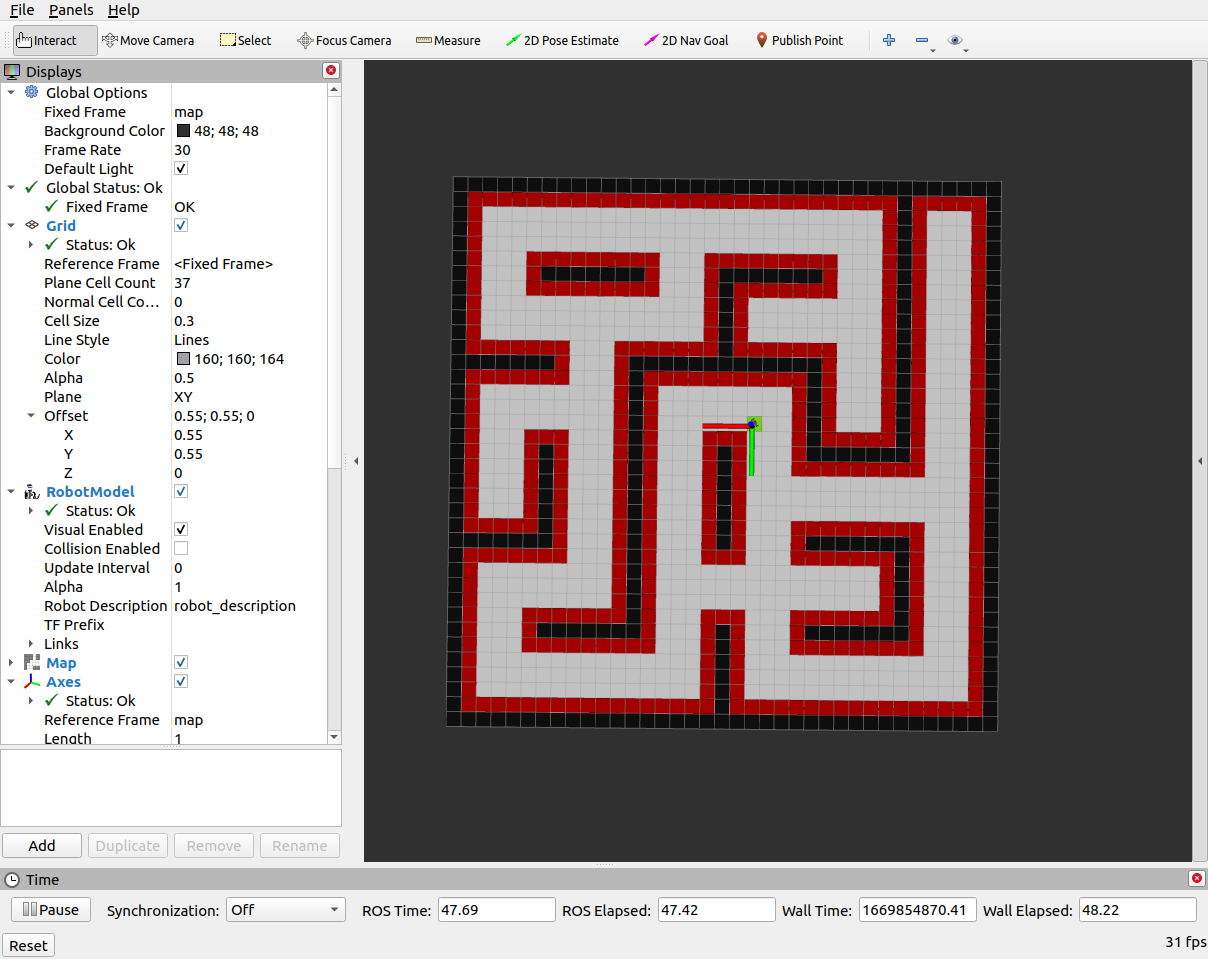 File Panels Help
Interact Move Camera Select Focus Camera Measure 2D Pose Estimate 2D Nav Goal Publish Point
Displays
Global Options
Fixed Frame map
Background Color 48; 48; 48
Frame Rate 30
Default Light
Global Status: Ok
Fixed Frame OK
Grid
Status: Ok
Reference Frame <Fixed Frame>
Plane Cell Count 37
Normal Cell Co... 0
Cell Size 0.3
Line Style Lines
Color 160; 160; 164
Alpha 0.5
Plane XY
Offset 0.55; 0.55; 0
X 0.55
Y 0.55
Z 0
RobotModel
Status: Ok
Visual Enabled
Collision Enabled
Update Interval 0
Alpha 1
Robot Description robot_description
TF Prefix
Links
Map
Axes
Status: Ok
Reference Frame map
Length 1
Add Duplicate Remove Rename
Time
Pause Synchronization: Off ROS Time: 47.69 ROS Elapsed: 47.42 Wall Time: 1669854870.41 Wall Elapsed: 48.22
Reset 31 fps